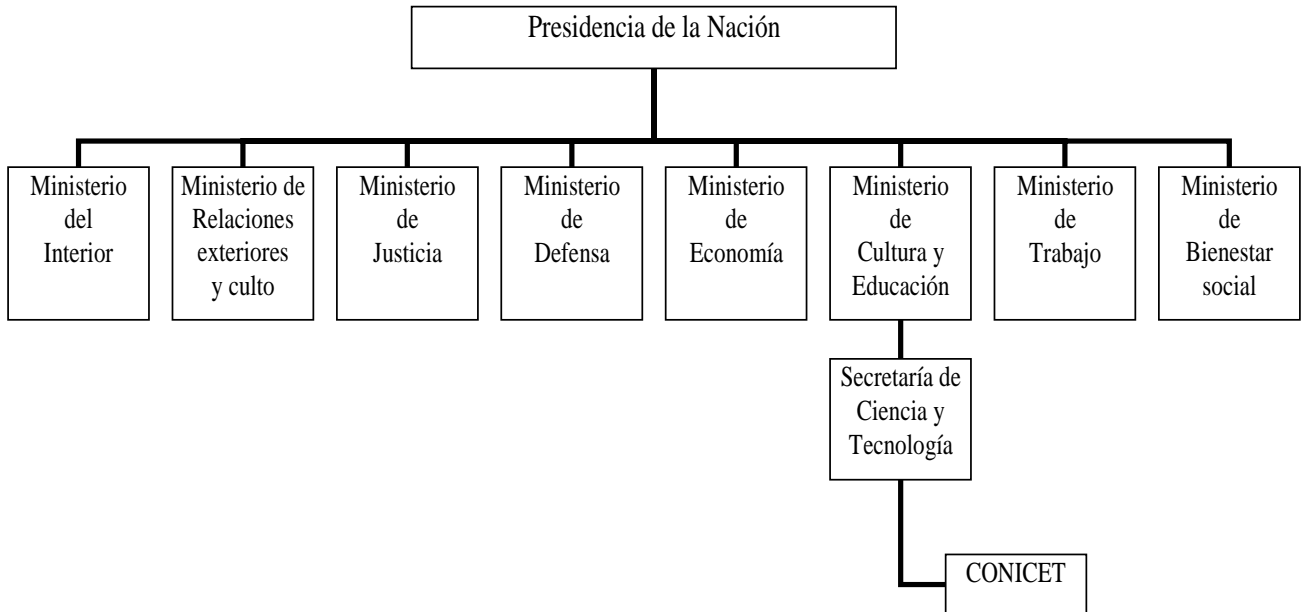 Presidencia de la Nación
Ministerio
del
Interior
Ministerio de
Relaciones
exteriores
y culto
Ministerio
de
Justicia
Ministerio
de
Defensa
Ministerio
de
Economía
Ministerio
de
Cultura y
Educación
Ministerio
de
Trabajo
Ministerio
de
Bienestar
social
Secretaría de
Ciencia y
Tecnología
CONICET